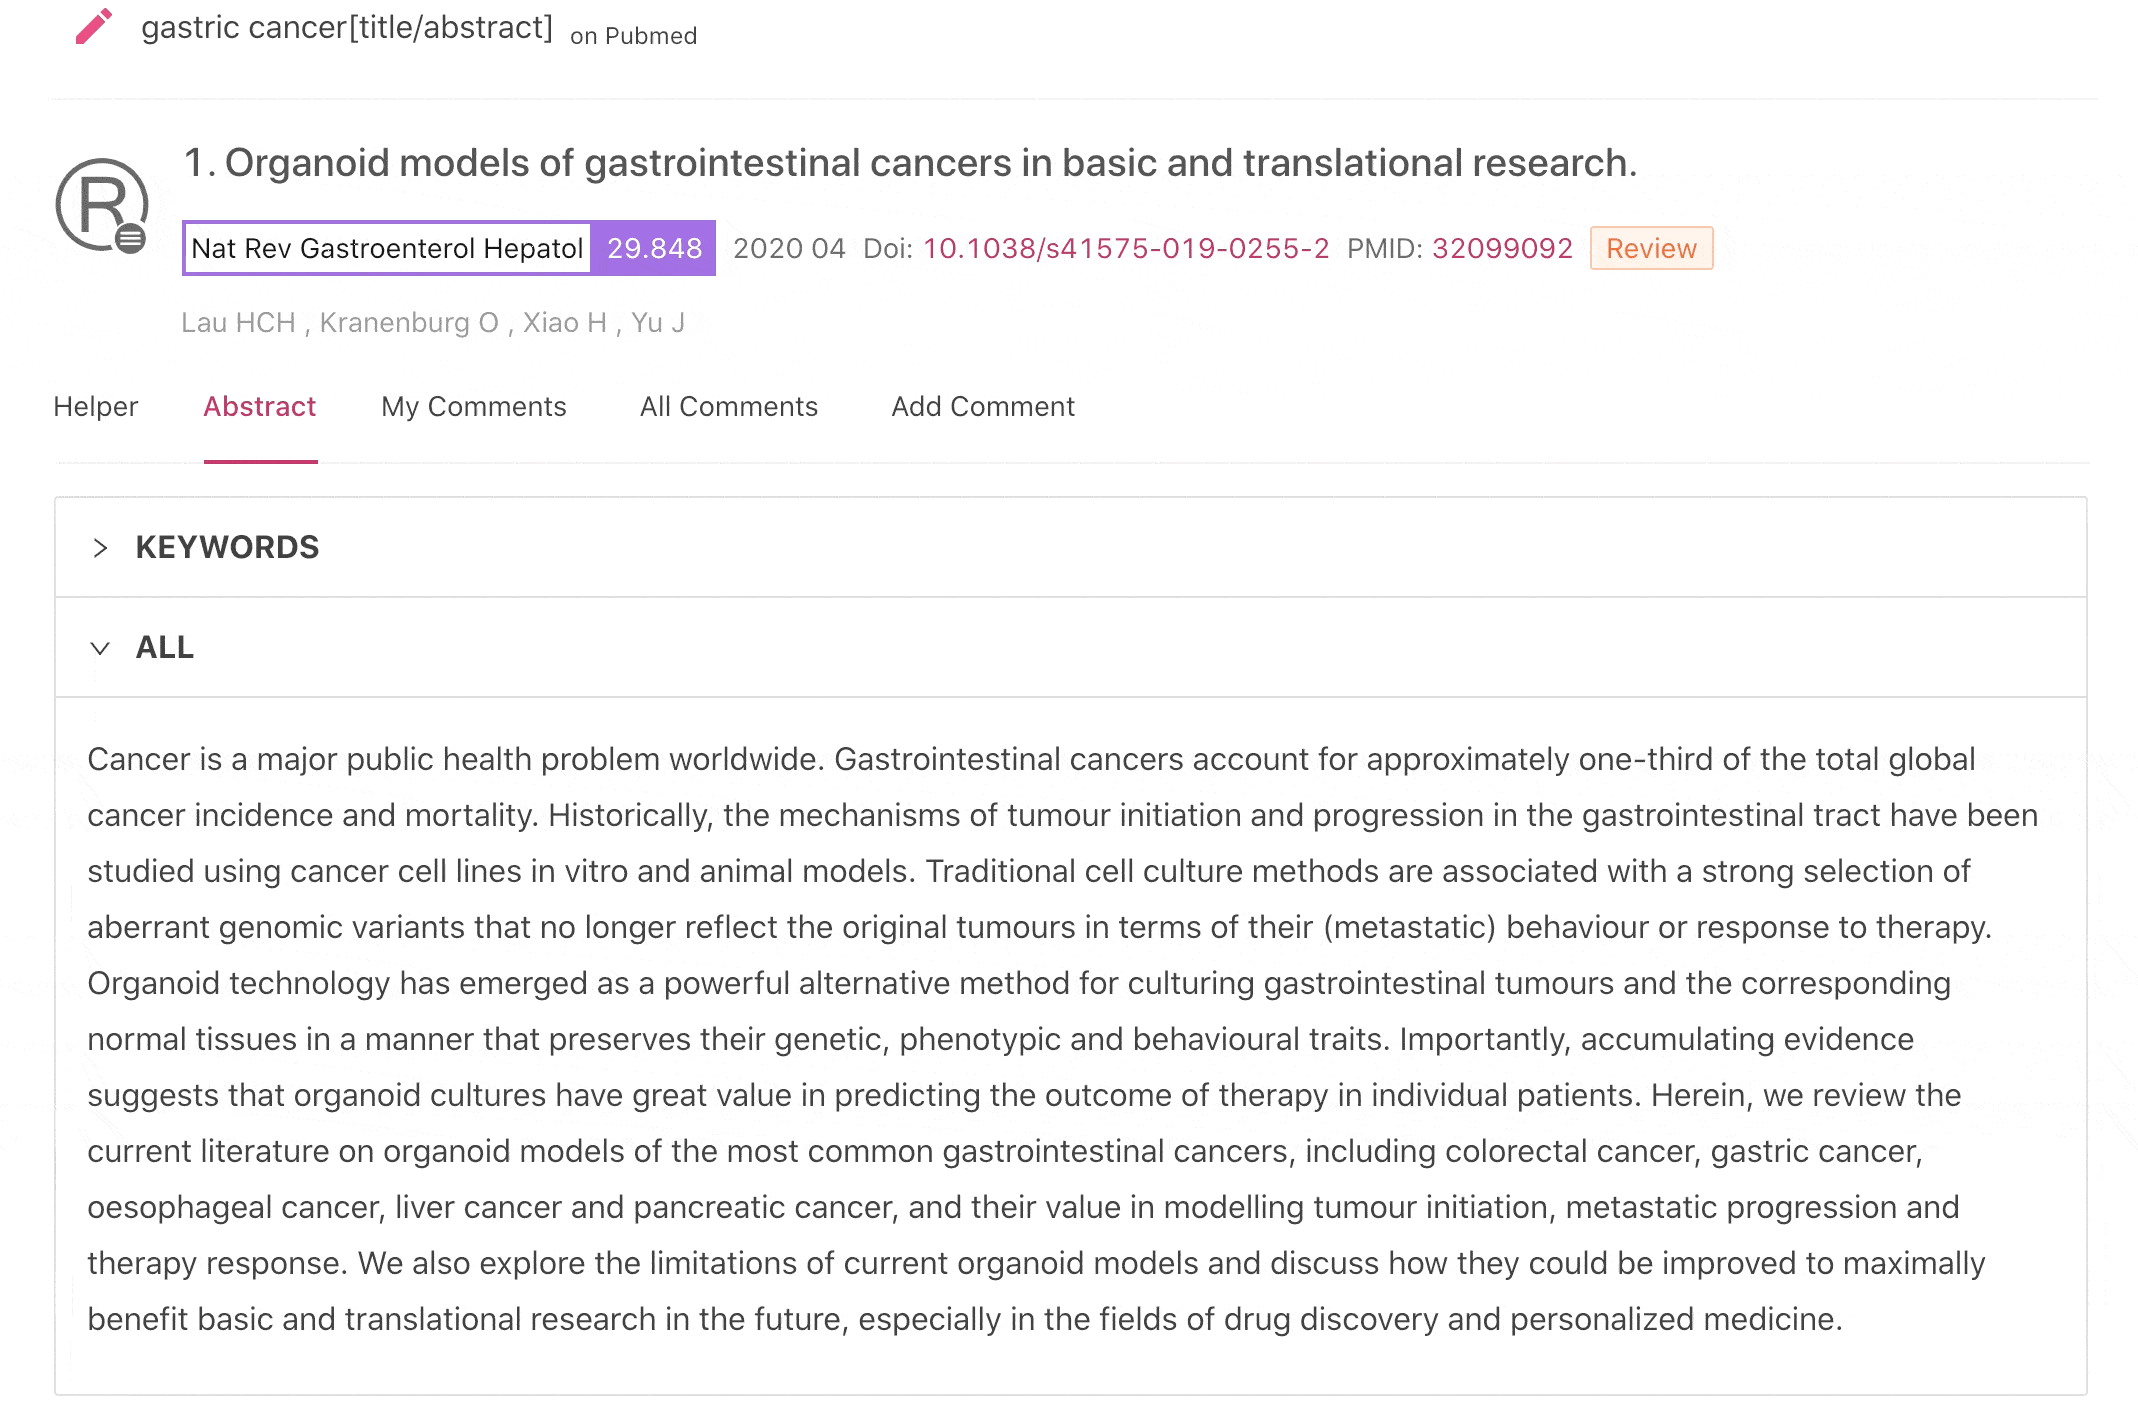 gastric cancer[title/abstract] on Pubmed
R
1. Organoid models of gastrointestinal cancers in basic and translational research.
Nat Rev Gastroenterol Hepatol 29.848 2020 04 Doi: 10.1038/s41575-019-0255-2 PMID: 32099092 Review
Lau HCH , Kranenburg O , Xiao H , Yu J
Helper Abstract My Comments All Comments Add Comment
KEYWORDS
ALL
Cancer is a major public health problem worldwide. Gastrointestinal cancers account for approximately one-third of the total global
cancer incidence and mortality. Historically, the mechanisms of tumour initiation and progression in the gastrointestinal tract have been
studied using cancer cell lines in vitro and animal models. Traditional cell culture methods are associated with a strong selection of
aberrant genomic variants that no longer reflect the original tumours in terms of their (metastatic) behaviour or response to therapy.
Organoid technology has emerged as a powerful alternative method for culturing gastrointestinal tumours and the corresponding
normal tissues in a manner that preserves their genetic, phenotypic and behavioural traits. Importantly, accumulating evidence
suggests that organoid cultures have great value in predicting the outcome of therapy in individual patients. Herein, we review the
current literature on organoid models of the most common gastrointestinal cancers, including colorectal cancer, gastric cancer,
oesophageal cancer, liver cancer and pancreatic cancer, and their value in modelling tumour initiation, metastatic progression and
therapy response. We also explore the limitations of current organoid models and discuss how they could be improved to maximally
benefit basic and translational research in the future, especially in the fields of drug discovery and personalized medicine.